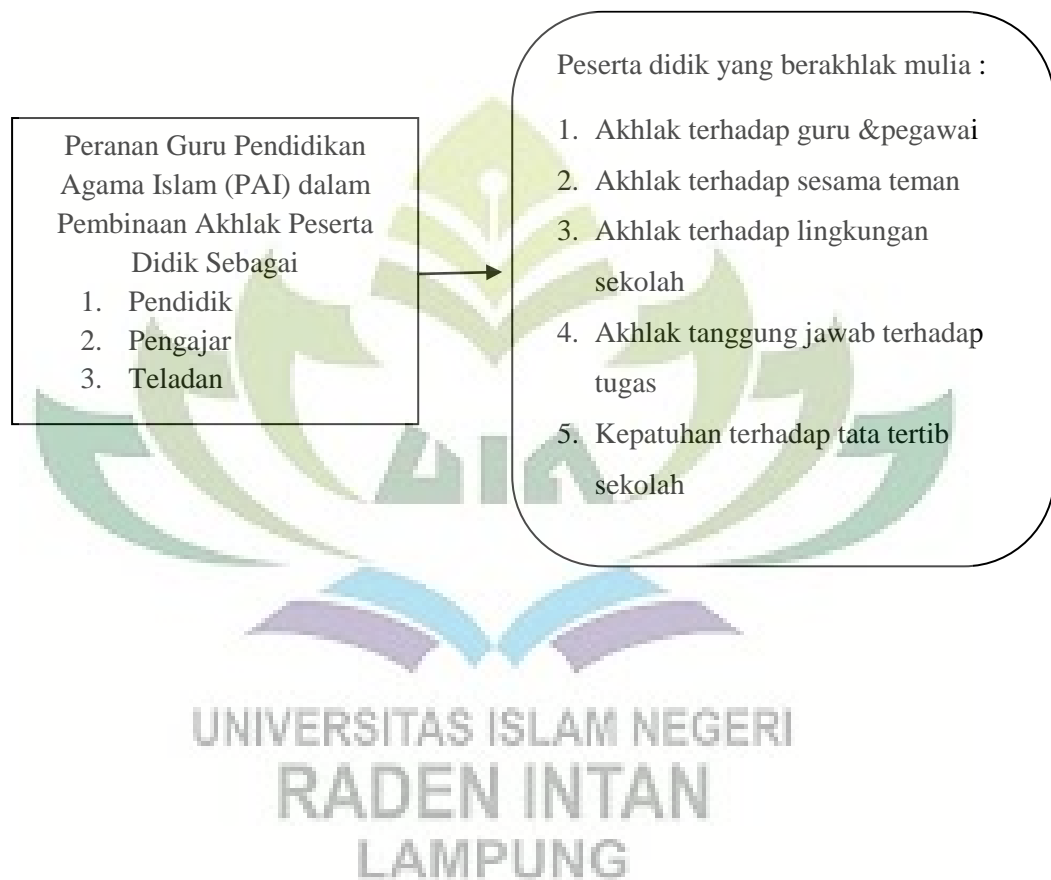 Peranan Guru Pendidikan
Agama Islam (PAI) dalam
Pembinaan Akhlak Peserta
Didik Sebagai
1. Pendidik
2. Pengajar
3. Teladan
Peserta didik yang berakhlak mulia :
1. Akhlak terhadap guru &pegawai
2. Akhlak terhadap sesama teman
3. Akhlak terhadap lingkungan
sekolah
4. Akhlak tanggung jawab terhadap
tugas
5. Kepatuhan terhadap tata tertib
sekolah
UIN
UNIVERSITAS ISLAM NEGERI
RADEN INTAN
LAMPUNG